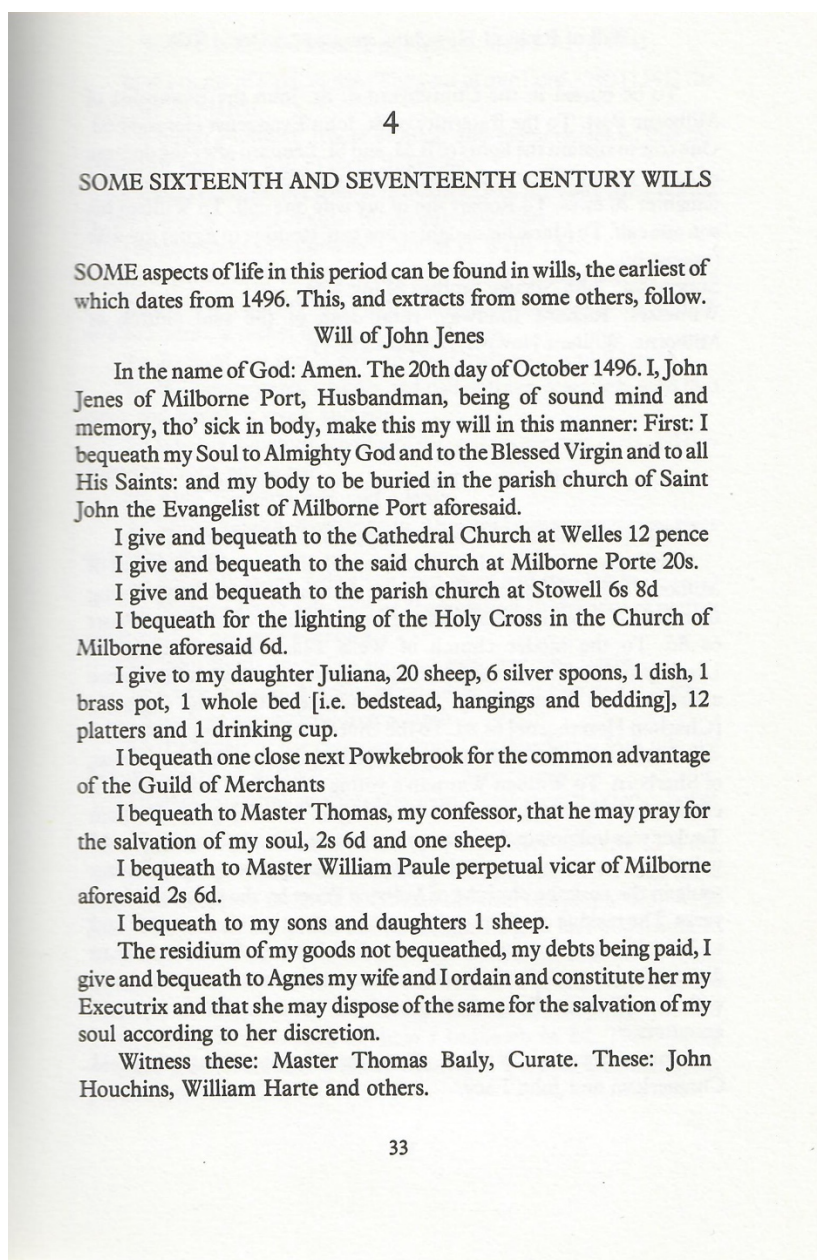 4
SOME SIXTEENTH AND SEVENTEENTH CENTURY WILLS
SOME aspects of life in this period can be found in wills, the earliest of
which dates from 1496. This, and extracts from some others, follow.
Will of John Jenes
In the name of God: Amen. The 20th day of October 1496. I, John
Jenes of Milborne Port, Husbandman, being of sound mind and
memory, tho' sick in body, make this my will in this manner: First: I
bequeath my Soul to Almighty God and to the Blessed Virgin and to all
His Saints: and my body to be buried in the parish church of Saint
John the Evangelist of Milborne Port aforesaid.
I give and bequeath to the Cathedral Church at Welles 12 pence
I give and bequeath to the said church at Milborne Porte 20s.
I give and bequeath to the parish church at Stowell 6s 8d
I bequeath for the lighting of the Holy Cross in the Church of
Milborne aforesaid 6d.
I give to my daughter Juliana, 20 sheep, 6 silver spoons, 1 dish, 1
brass pot, 1 whole bed [i.e. bedstead, hangings and bedding], 12
platters and 1 drinking cup.
I bequeath one close next Powkebrook for the common advantage
of the Guild of Merchants
I bequeath to Master Thomas, my confessor, that he may pray for
the salvation of my soul, 2s 6d and one sheep.
I bequeath to Master William Paule perpetual vicar of Milborne
aforesaid 2s 6d.
I bequeath to my sons and daughters 1 sheep.
The residium of my goods not bequeathed, my debts being paid, I
give and bequeath to Agnes my wife and I ordain and constitute her my
Executrix and that she may dispose of the same for the salvation of my
soul according to her discretion.
Witness these: Master Thomas Baily, Curate. These: John
Houchins, William Harte and others.
33